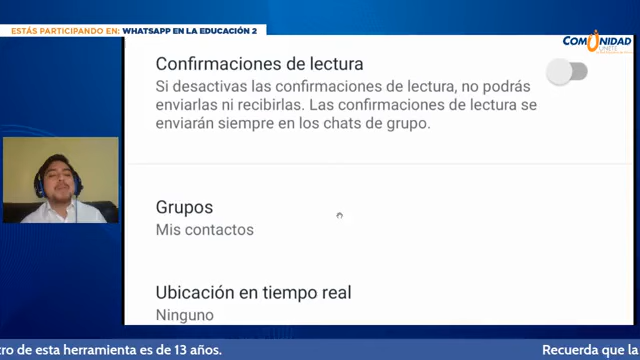 ESTÁS PARTICIPANDO EN: WHATSAPP EN LA EDUCACIÓN 2
COMUNIDAD
Confirmaciones de lectura
Si desactivas las confirmaciones de lectura, no podrás
enviarlas ni recibirlas. Las confirmaciones de lectura se
enviarán siempre en los chats de grupo.
Grupos
Mis contactos
Ubicación en tiempo real
Ninguno
tro de esta herramienta es de 13 años.
Recuerda que la